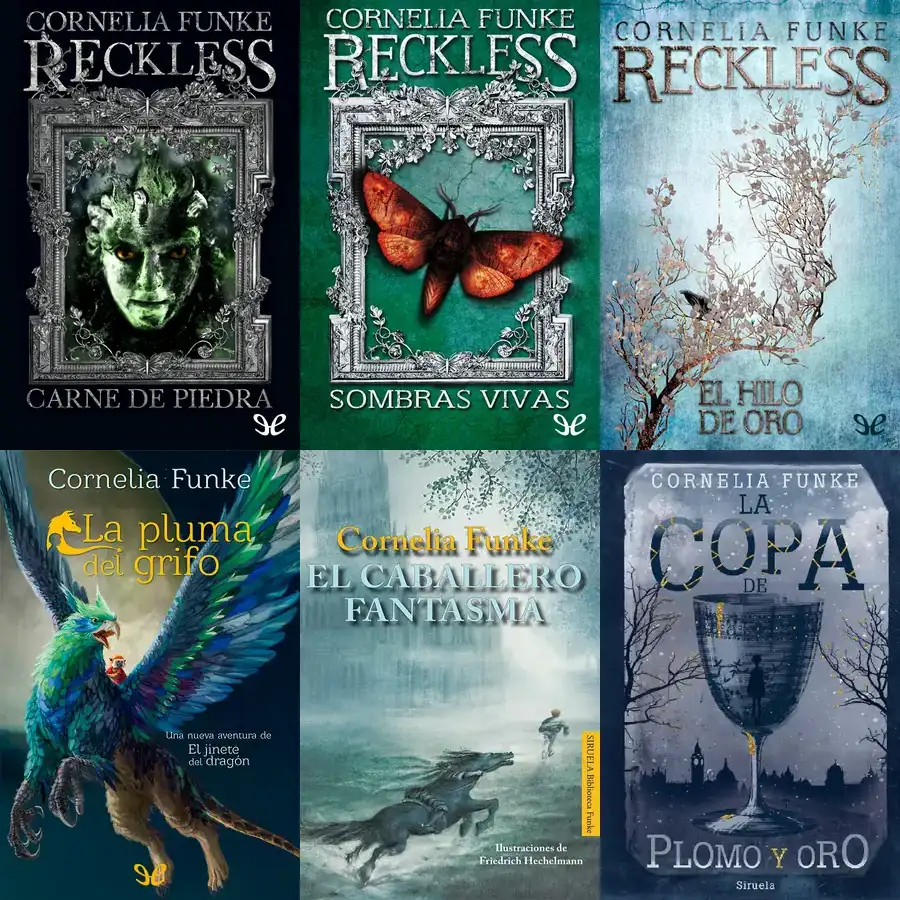 CORNELIA FUNKE
RECKLESS
CARNE DE PIEDRA
CORNELIA FUNKE
RECKLESS
SOMBRAS VIVAS
CORNELIA FUNKE
RECKLESS
EL HILO
DE ORO
Cornelia Funke
La pluma
del grifo
Una nueva aventura de
El jinete
del dragón
Cornelia Funke
EL CABALLERO
FANTASMA
SIRUELA Biblioteca Funke
Ilustraciones de
Friedrich Hechelmann
CORNELIA FUNKE
LA
COPA
DE
PLOMO Y ORO
Siruela